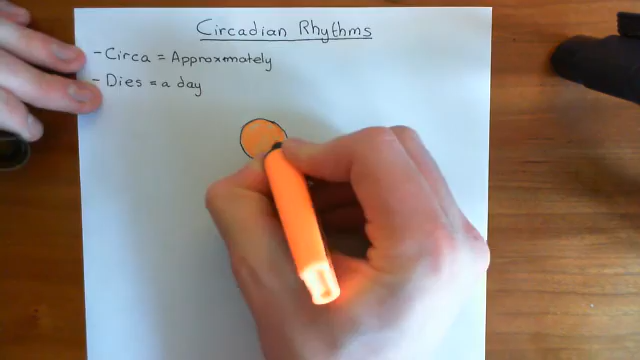 Circadian Rhythms
- Circa = Approximately
- Dies = a day